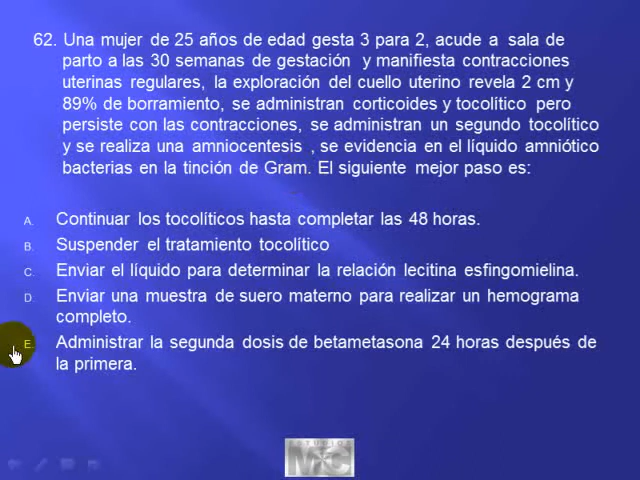 62. Una mujer de 25 años de edad gesta 3 para 2, acude a sala de
parto a las 30 semanas de gestación y manifiesta contracciones
uterinas regulares, la exploración del cuello uterino revela 2 cm y
89% de borramiento, se administran corticoides y tocolítico pero
persiste con las contracciones, se administran un segundo tocolítico
y se realiza una amniocentesis , se evidencia en el líquido amniótico
bacterias en la tinción de Gram. El siguiente mejor paso es:
A. Continuar los tocolíticos hasta completar las 48 horas.
B. Suspender el tratamiento tocolítico
C. Enviar el líquido para determinar la relación lecitina esfingomielina.
D. Enviar una muestra de suero materno para realizar un hemograma
completo.
E. Administrar la segunda dosis de betametasona 24 horas después de
la primera.
ESTUDIOS
MC